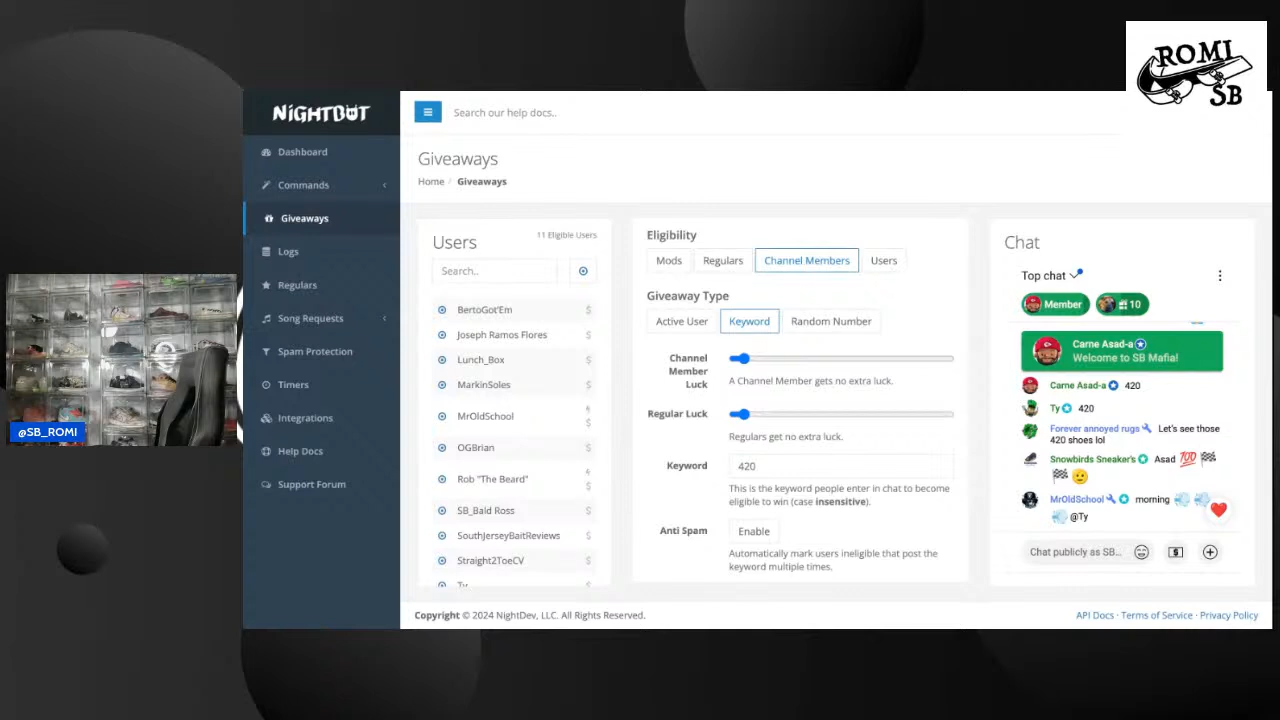 ROMI
SB
NIGHTBOT
Search our help docs..
Dashboard
Commands
Giveaways
Logs
Regulars
Song Requests
Spam Protection
Timers
Integrations
Help Docs
Support Forum
@SB_ROMI
Giveaways
Home / Giveaways
Users
11 Eligible Users
Search..
BertoGot'Em $
Joseph Ramos Flores $
Lunch_Box $
MarkinSoles $
MrOldSchool $
OGBrian $
Rob "The Beard" $
SB_Bald Ross $
SouthJerseyBaitReviews $
Straight2ToeCV $
Ty
Eligibility
Mods Regulars Channel Members Users
Giveaway Type
Active User Keyword Random Number
Channel
Member
Luck
A Channel Member gets no extra luck.
Regular Luck
Regulars get no extra luck.
Keyword 420
This is the keyword people enter in chat to become
eligible to win (case insensitive).
Anti Spam Enable
Automatically mark users ineligible that post the
keyword multiple times.
Chat
Top chat
Member 10
Carne Asad-a
Welcome to SB Mafia!
Carne Asad-a 420
Ty 420
Forever annoyed rugs Let's see those
420 shoes lol
Snowbirds Sneaker's Asad 💯 🏁
🏁 🫡
MrOldSchool morning 💨 💨
💨 @Ty
Chat publicly as SB...
Copyright © 2024 NightDev, LLC. All Rights Reserved.
API Docs · Terms of Service · Privacy Policy